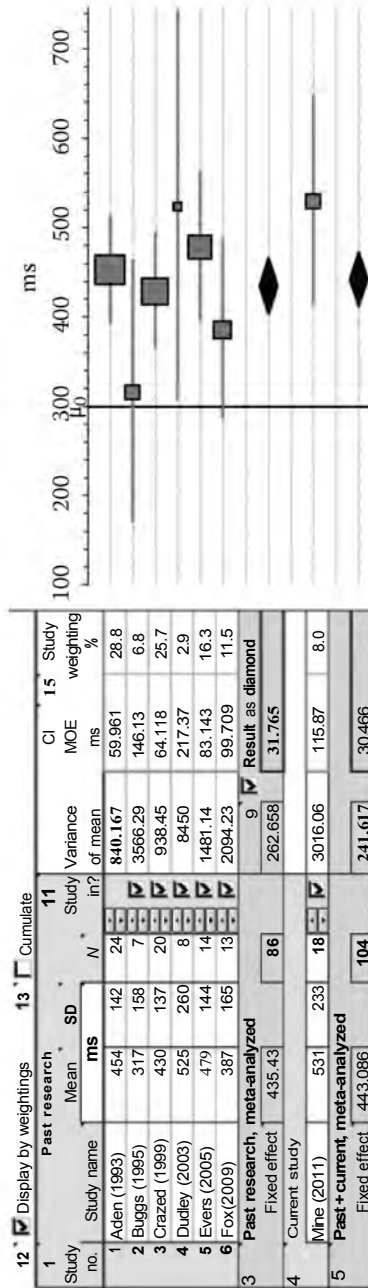 12 Display by weightings 13 Cumulate
1 Past research 11 CI 15 Study
Study Mean SD Study Variance MOE weighting
no. Study name ms N in? of mean ms %
1 Aden (1993) 454 142 24 840.167 59.961 28.8
2 Buggs (1995) 317 158 7 3566.29 146.13 6.8
3 Crazed (1999) 430 137 20 938.45 64.118 25.7
4 Dudley (2003) 525 260 8 8450 217.37 2.9
5 Evers (2005) 479 144 14 1481.14 83.143 16.3
6 Fox(2009) 387 165 13 2094.23 99.709 11.5
3 Past research, meta-analyzed 9 Result as diamond
Fixed effect 435.43 86 262.658 31.765
4 Current study
Mine (2011) 531 233 18 3016.06 115.87 8.0
5 Past + current, meta-analyzed
Fixed effect 443.086 104 241.617 30.466
ms
100 200 300 400 500 600 700
μ0